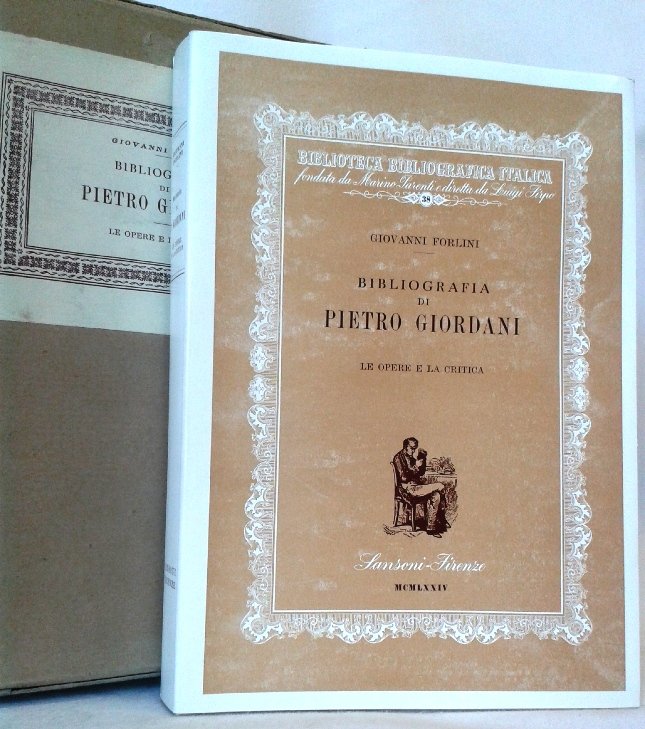 GIOVANNI
BIBLIOG
DI
PIETRO G
LE OPERE E
BIBLIOTECA BIBLIOGRAFICA ITALICA
fondata da Marino Parenti e diretta da Luigi Firpo
38
GIOVANNI FORLINI
BIBLIOGRAFIA
DI
PIETRO GIORDANI
LE OPERE E LA CRITICA
Sansoni-Firenze
MCMLXXIV